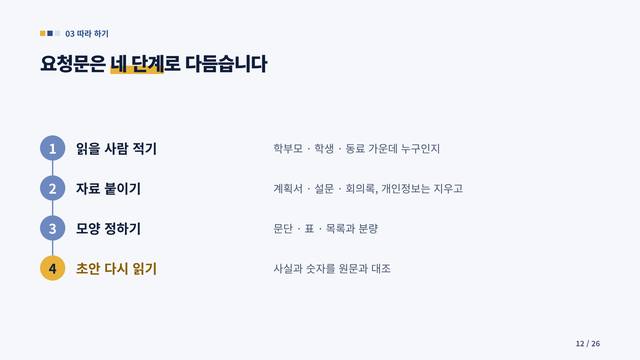 03 따라 하기
요청문은 네 단계로 다듬습니다
1 읽을 사람 적기 학부모 · 학생 · 동료 가운데 누구인지
2 자료 붙이기 계획서 · 설문 · 회의록, 개인정보는 지우고
3 모양 정하기 문단 · 표 · 목록과 분량
4 초안 다시 읽기 사실과 숫자를 원문과 대조
12 / 26